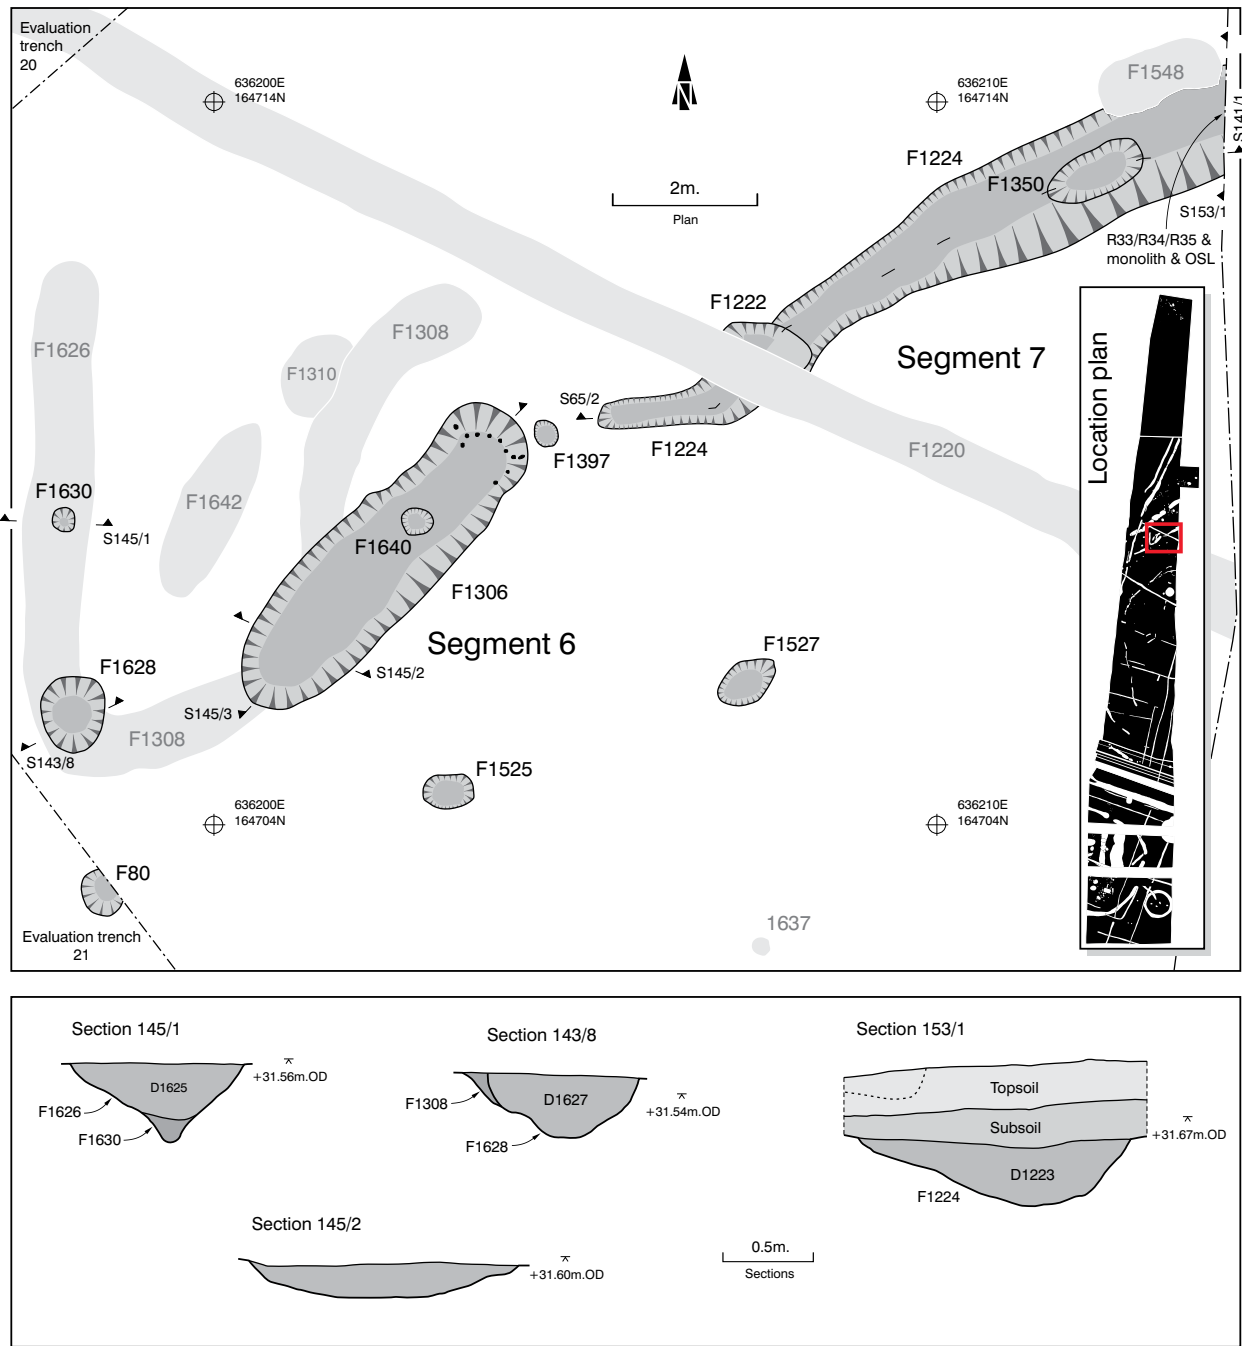 Evaluation
trench
20
636200E
164714N
N
636210E
164714N
F1548
S141/1
F1224
F1350
2m.
Plan
S153/1
R33/R34/R35 &
monolith & OSL
F1222
F1626
F1308
F1310
Segment 7
Location plan
S65/2
F1224
F1397
F1220
F1630
F1642
S145/1
F1640
F1306
Segment 6
F1527
F1628
S145/2
S145/3
F1308
S143/8
F1525
636200E
164704N
636210E
164704N
F80
Evaluation trench
21
1637
Section 145/1
D1625
+31.56m.OD
F1626
F1630
Section 143/8
F1308
D1627
+31.54m.OD
F1628
Section 153/1
Topsoil
Subsoil
+31.67m.OD
D1223
F1224
Section 145/2
+31.60m.OD
0.5m.
Sections